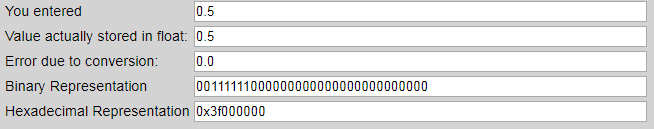 You entered 0.5
Value actually stored in float: 0.5
Error due to conversion: 0.0
Binary Representation 00111111000000000000000000000000
Hexadecimal Representation 0x3f000000